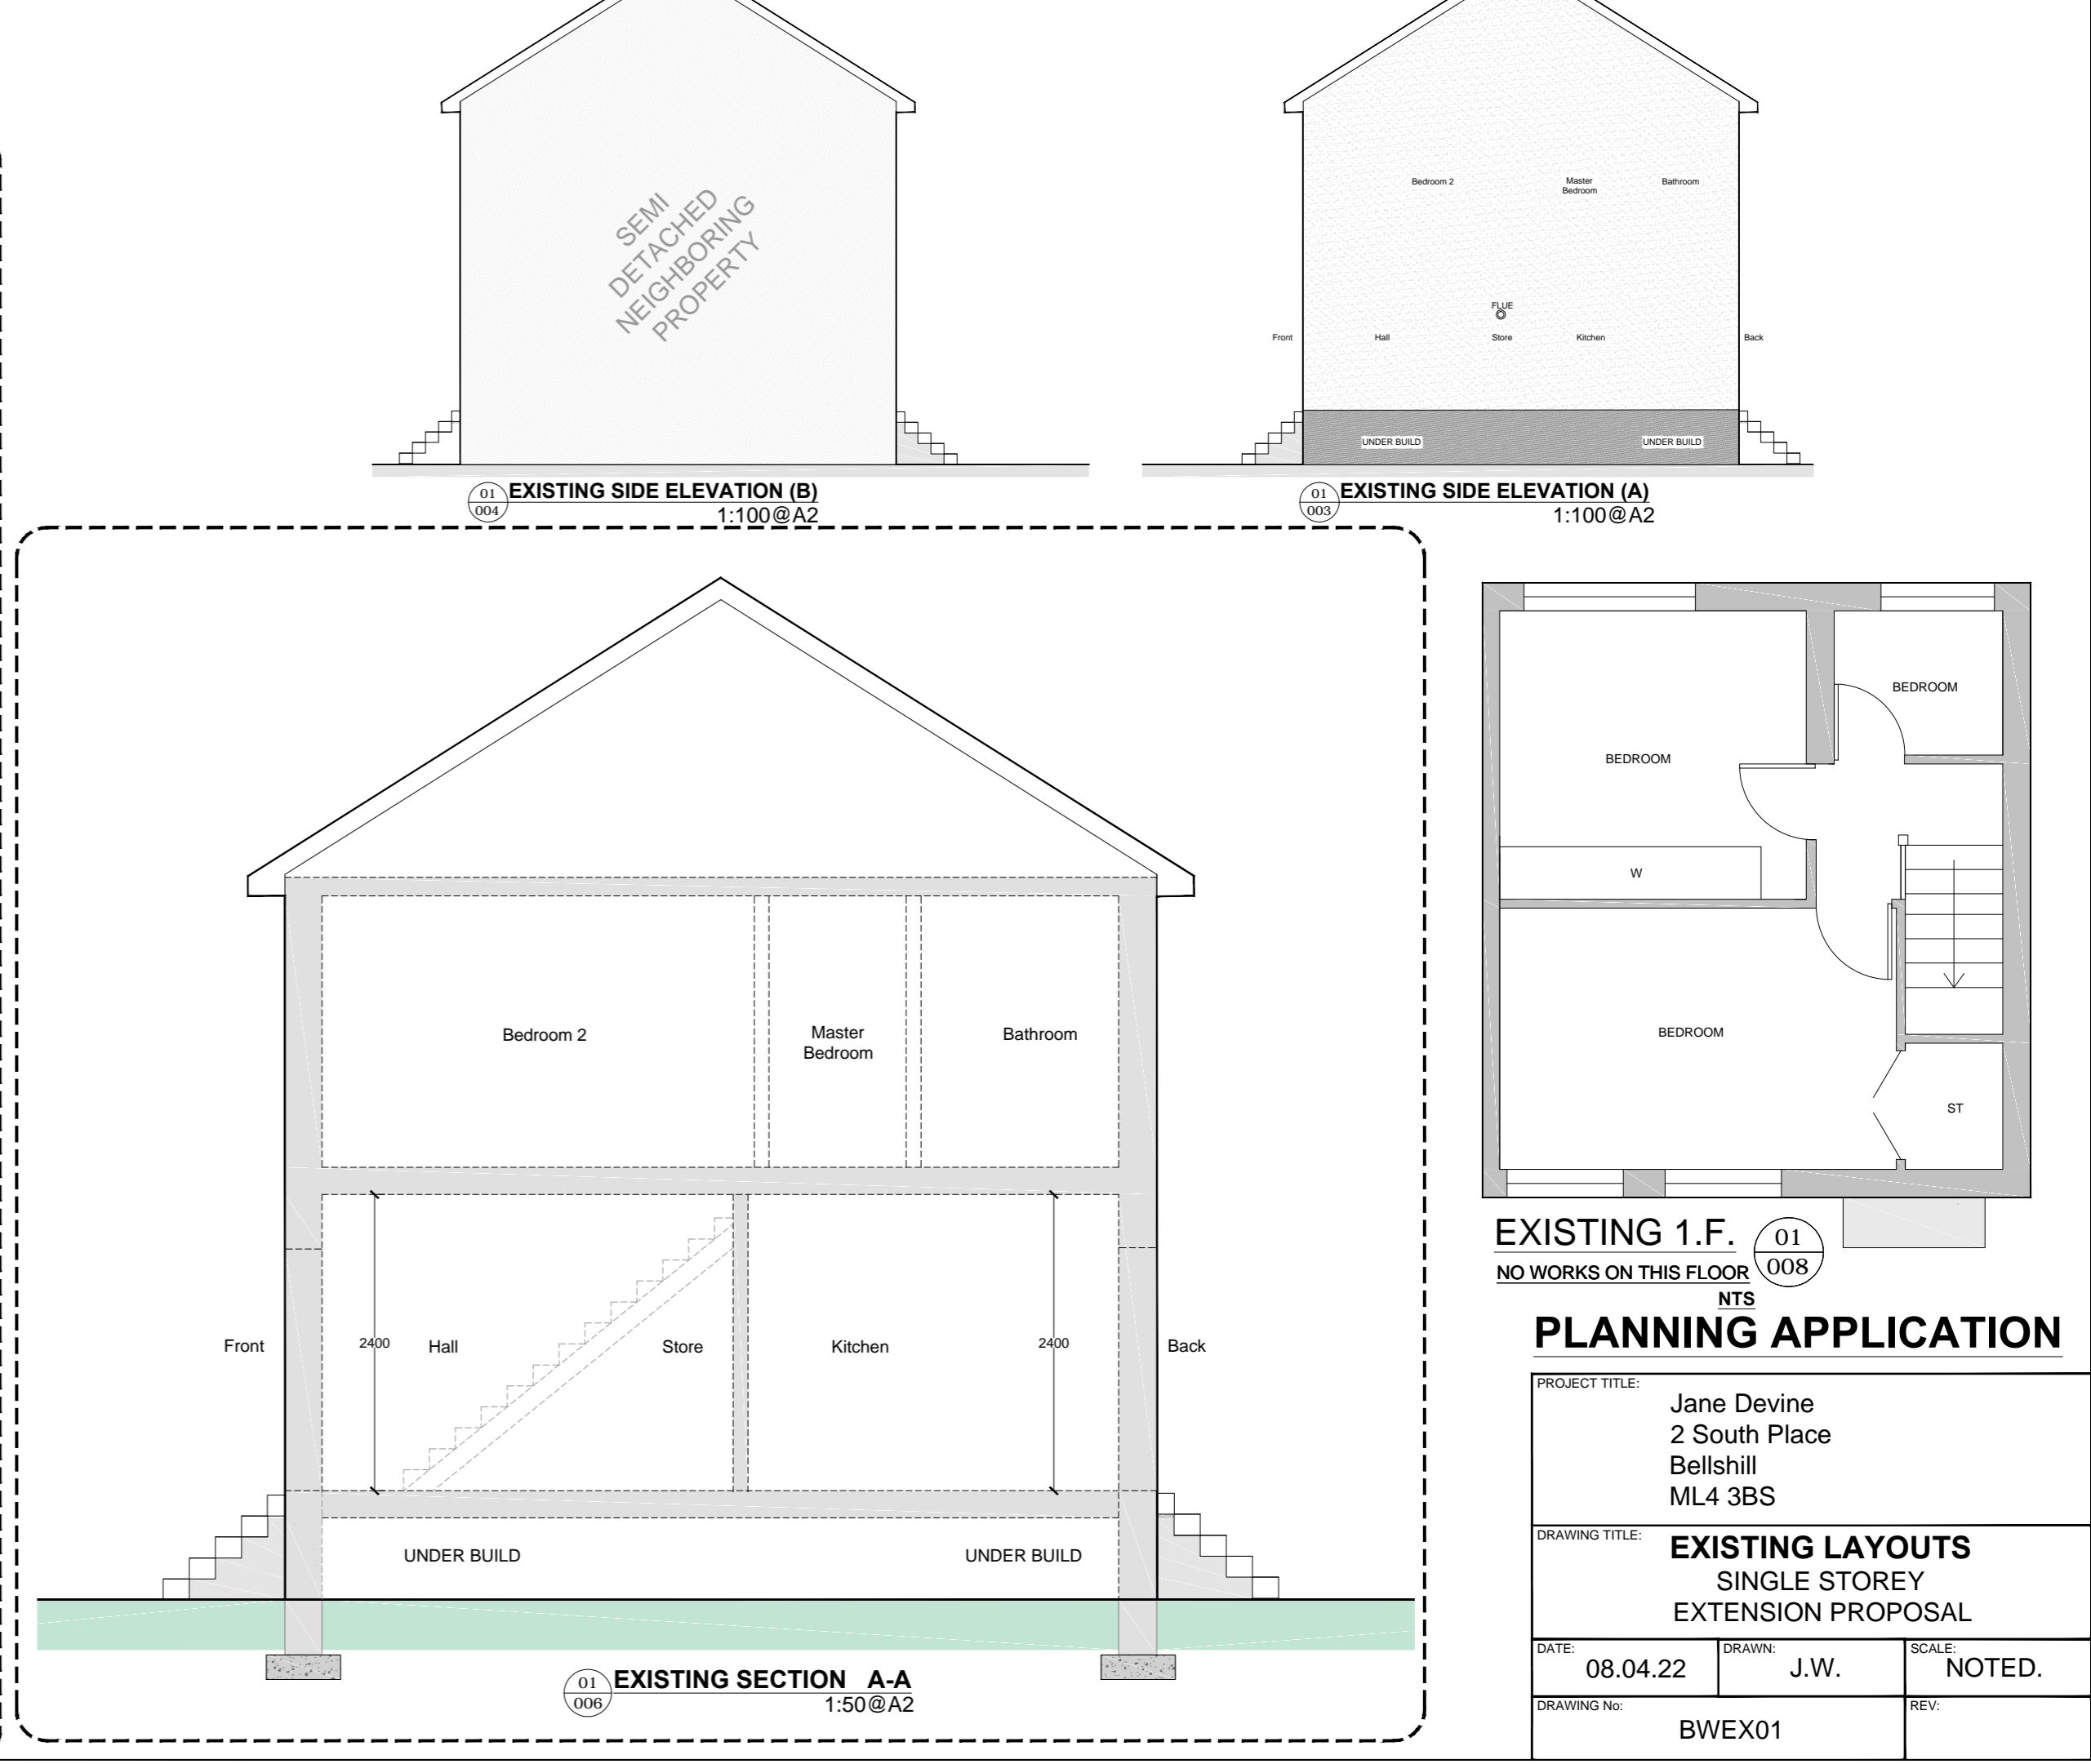 SEMI
DETACHED
NEIGHBORING
PROPERTY
01
004
EXISTING SIDE ELEVATION (B)
1:100@A2
Bedroom 2
Master
Bedroom
Bathroom
FLUE
Front
Hall
Store
Kitchen
Back
UNDER BUILD
UNDER BUILD
01
003
EXISTING SIDE ELEVATION (A)
1:100@A2
Bedroom 2
Master
Bedroom
Bathroom
Front
2400
Hall
Store
Kitchen
2400
Back
UNDER BUILD
UNDER BUILD
01
006
EXISTING SECTION A-A
1:50@A2
BEDROOM
BEDROOM
W
BEDROOM
ST
EXISTING 1.F.
01
008
NO WORKS ON THIS FLOOR
NTS
PLANNING APPLICATION
PROJECT TITLE:
Jane Devine
2 South Place
Bellshill
ML4 3BS
DRAWING TITLE:
EXISTING LAYOUTS
SINGLE STOREY
EXTENSION PROPOSAL
DATE:
08.04.22
DRAWN:
J.W.
SCALE:
NOTED.
DRAWING No:
BWEX01
REV: